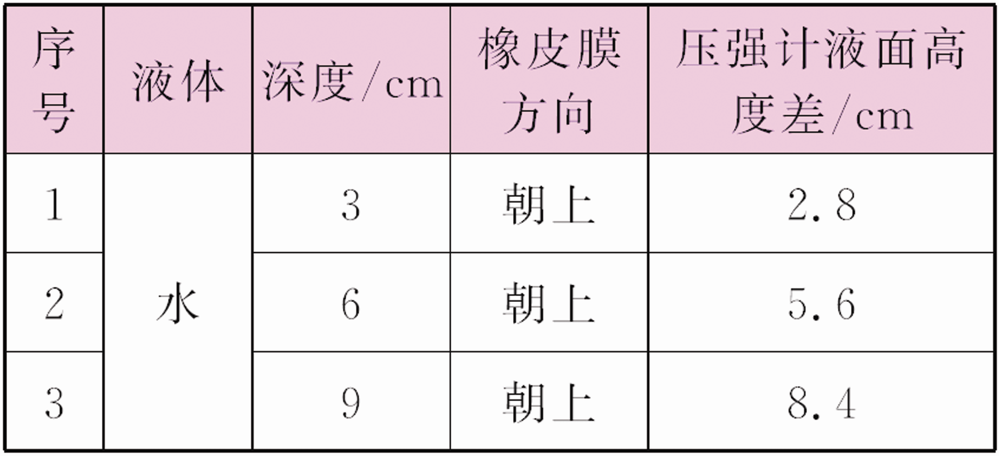 序号 液体 深度/cm 橡皮膜方向 压强计液面高度差/cm
1 水 3 朝上 2.8
2 6 朝上 5.6
3 9 朝上 8.4